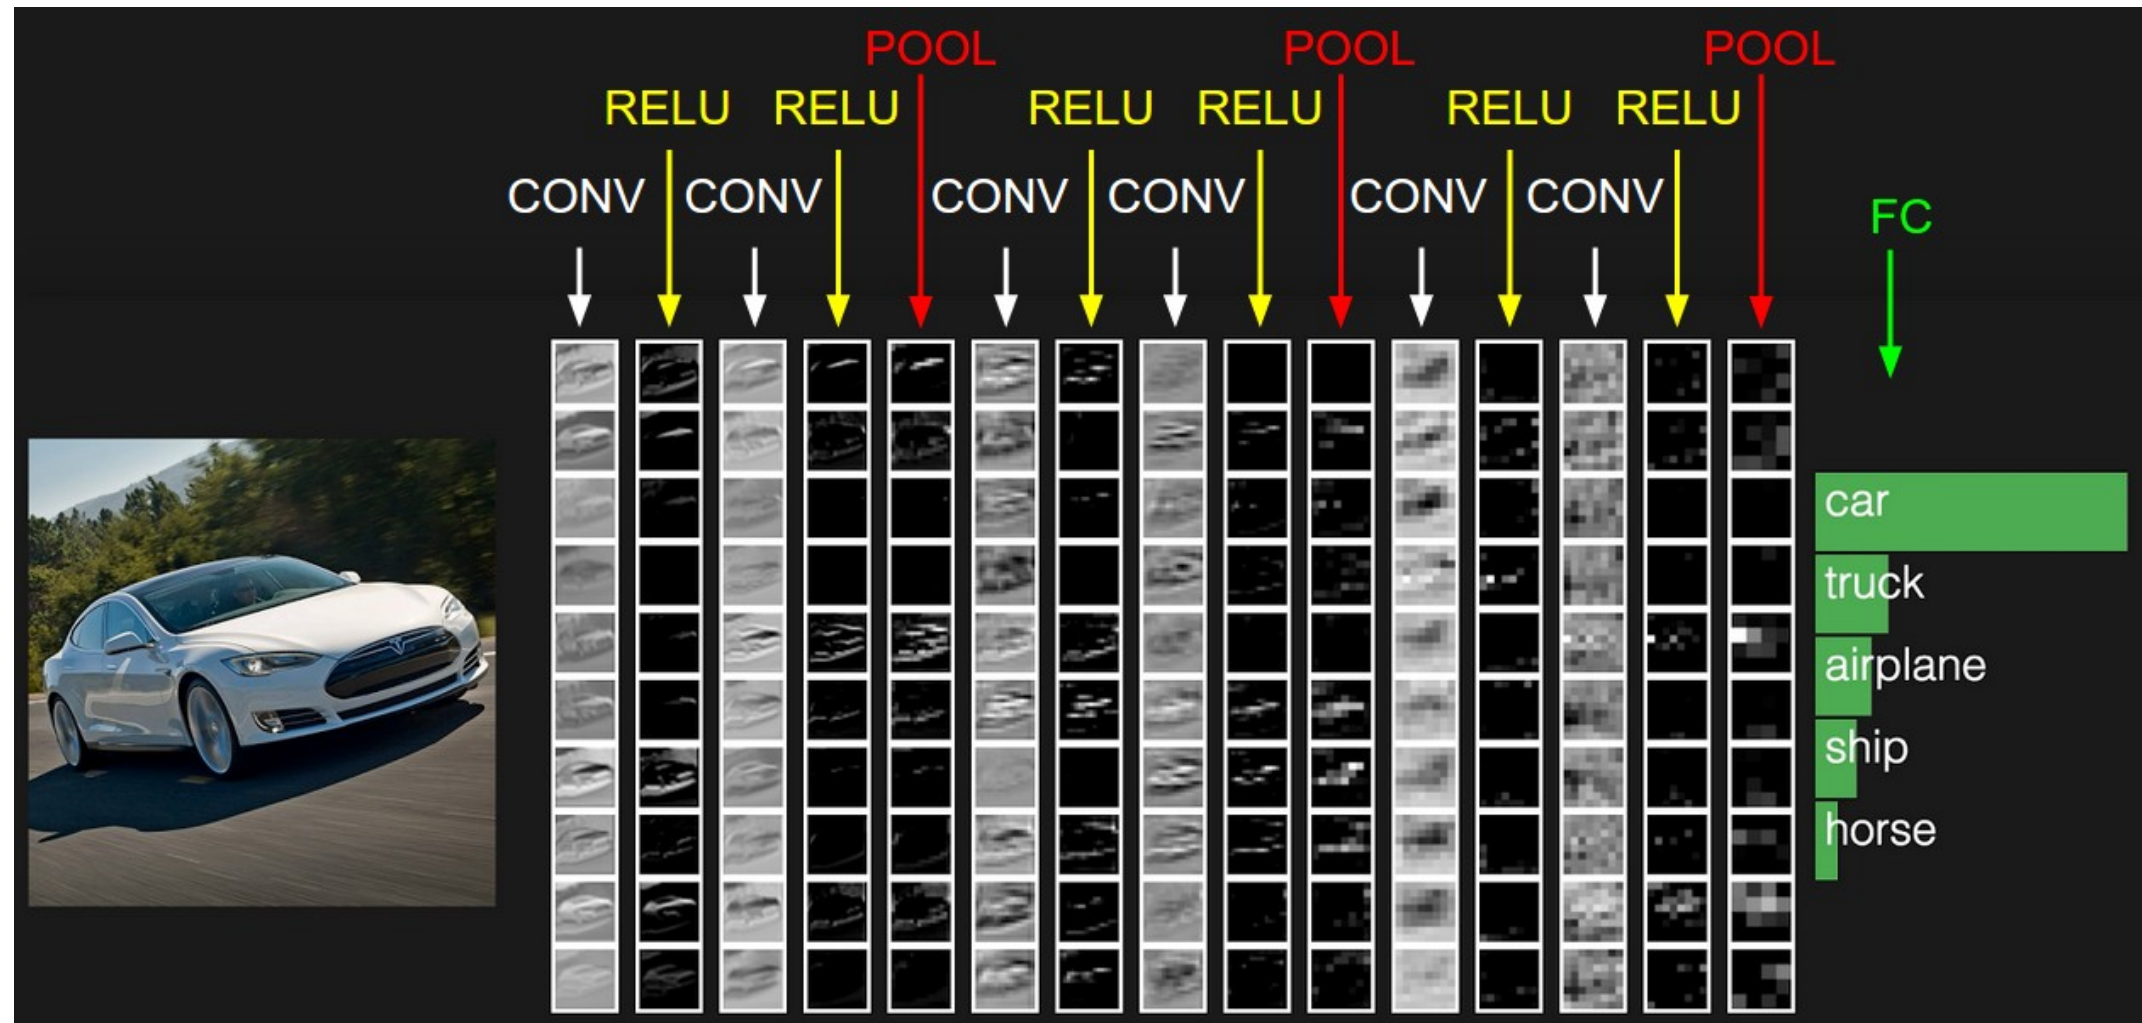 POOL POOL POOL
RELU RELU RELU RELU RELU RELU
CONV CONV CONV CONV CONV CONV
FC
car
truck
airplane
ship
horse